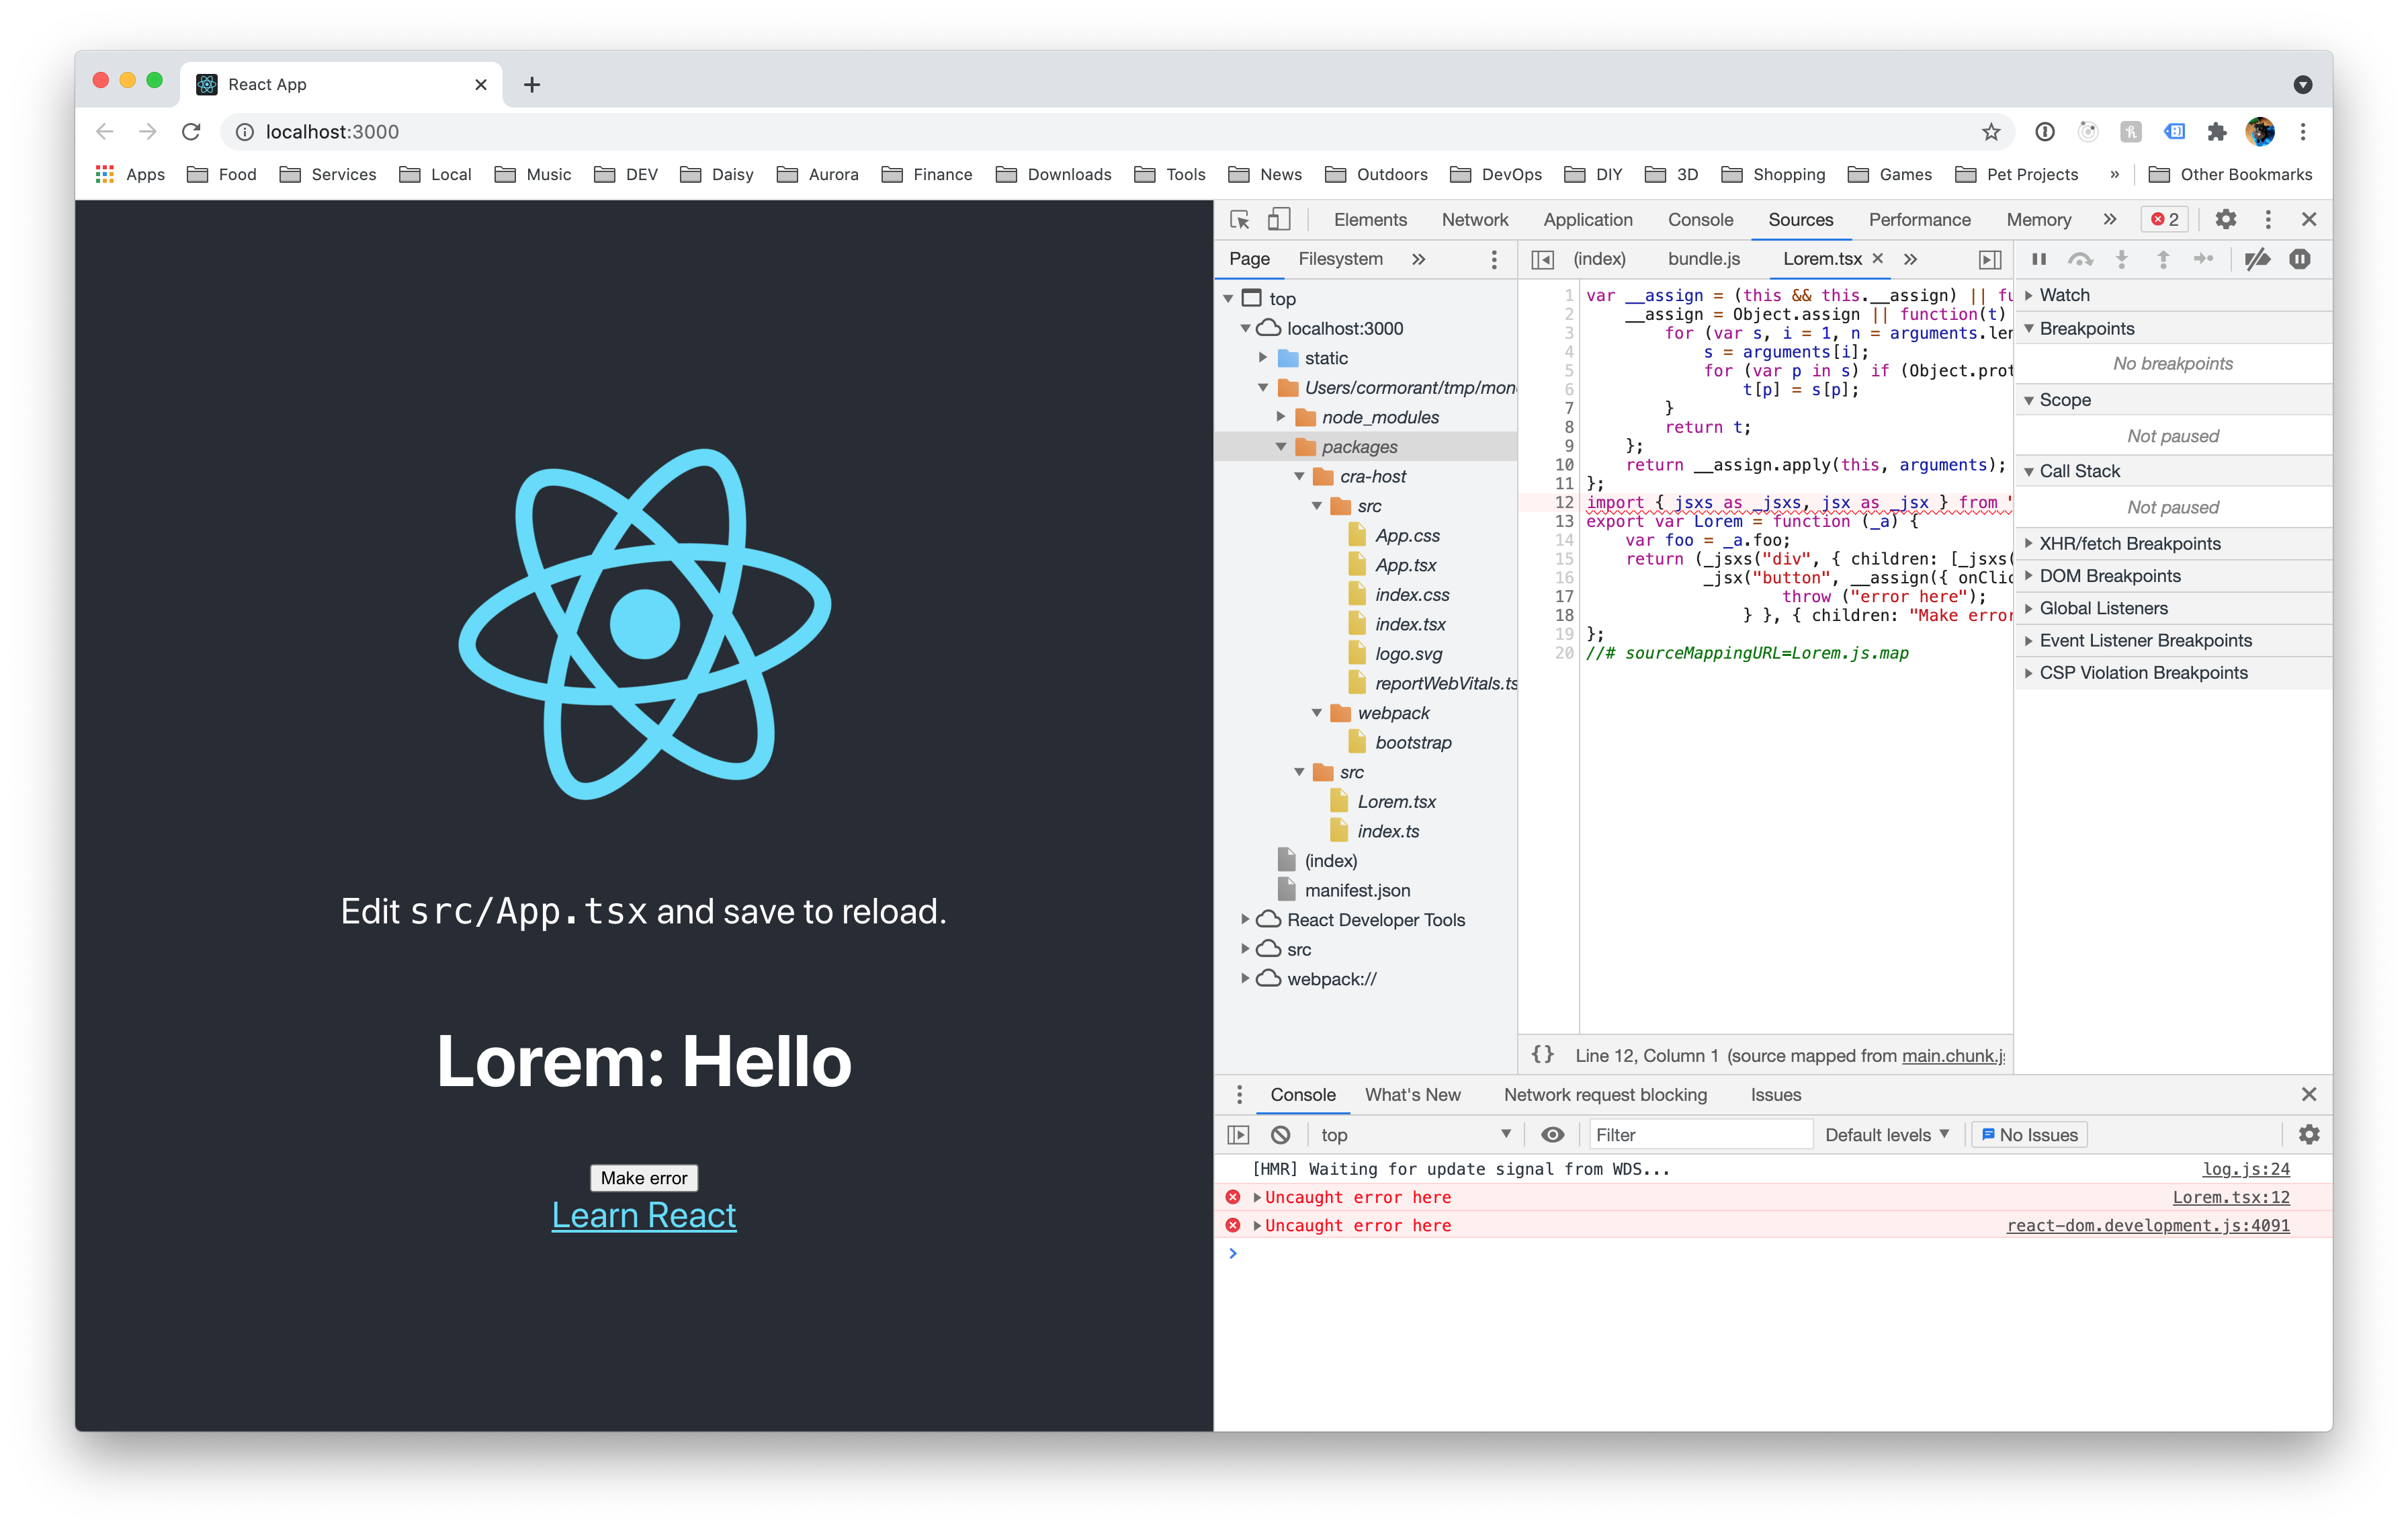 React App
localhost:3000
Apps Food Services Local Music DEV Daisy Aurora Finance Downloads Tools News Outdoors DevOps DIY 3D Shopping Games Pet Projects » Other Bookmarks
Edit src/App.tsx and save to reload.
Lorem: Hello
Make error
Learn React
Elements Network Application Console Sources Performance Memory » 2
Page Filesystem »
top
localhost:3000
static
Users/cormorant/tmp/mon
node_modules
packages
cra-host
src
App.css
App.tsx
index.css
index.tsx
logo.svg
reportWebVitals.ts
webpack
bootstrap
src
Lorem.tsx
index.ts
(index)
manifest.json
React Developer Tools
src
webpack://
(index) bundle.js Lorem.tsx »
1 var __assign = (this && this.__assign) || fu
2 __assign = Object.assign || function(t)
3 for (var s, i = 1, n = arguments.len
4 s = arguments[i];
5 for (var p in s) if (Object.prot
6 t[p] = s[p];
7 }
8 return t;
9 };
10 return __assign.apply(this, arguments);
11 };
12 import { jsxs as _jsxs, jsx as _jsx } from "
13 export var Lorem = function (_a) {
14 var foo = _a.foo;
15 return (_jsxs("div", { children: [_jsxs(
16 _jsx("button", __assign({ onClic
17 throw ("error here");
18 } }, { children: "Make error
19 };
20 //# sourceMappingURL=Lorem.js.map
{} Line 12, Column 1 (source mapped from main.chunk.js
Watch
Breakpoints
No breakpoints
Scope
Not paused
Call Stack
Not paused
XHR/fetch Breakpoints
DOM Breakpoints
Global Listeners
Event Listener Breakpoints
CSP Violation Breakpoints
Console What's New Network request blocking Issues
top Filter Default levels No Issues
[HMR] Waiting for update signal from WDS... log.js:24
Uncaught error here Lorem.tsx:12
Uncaught error here react-dom.development.js:4091